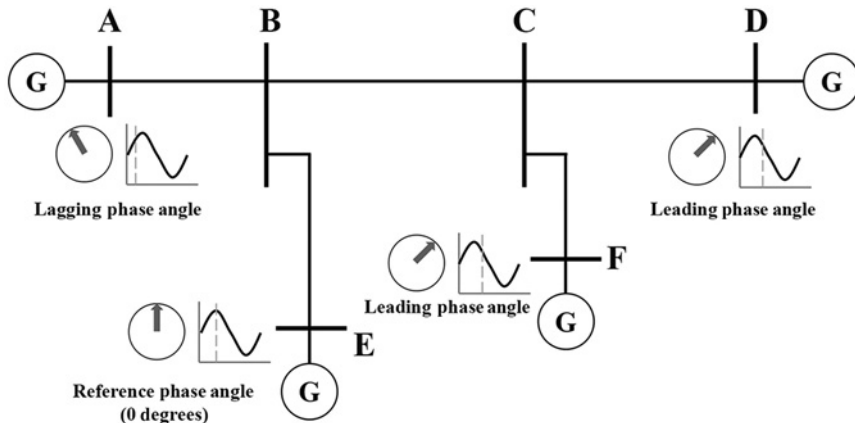 A
B
C
D
G
G
Lagging phase angle
Leading phase angle
F
Leading phase angle
G
E
Reference phase angle
(0 degrees)
G